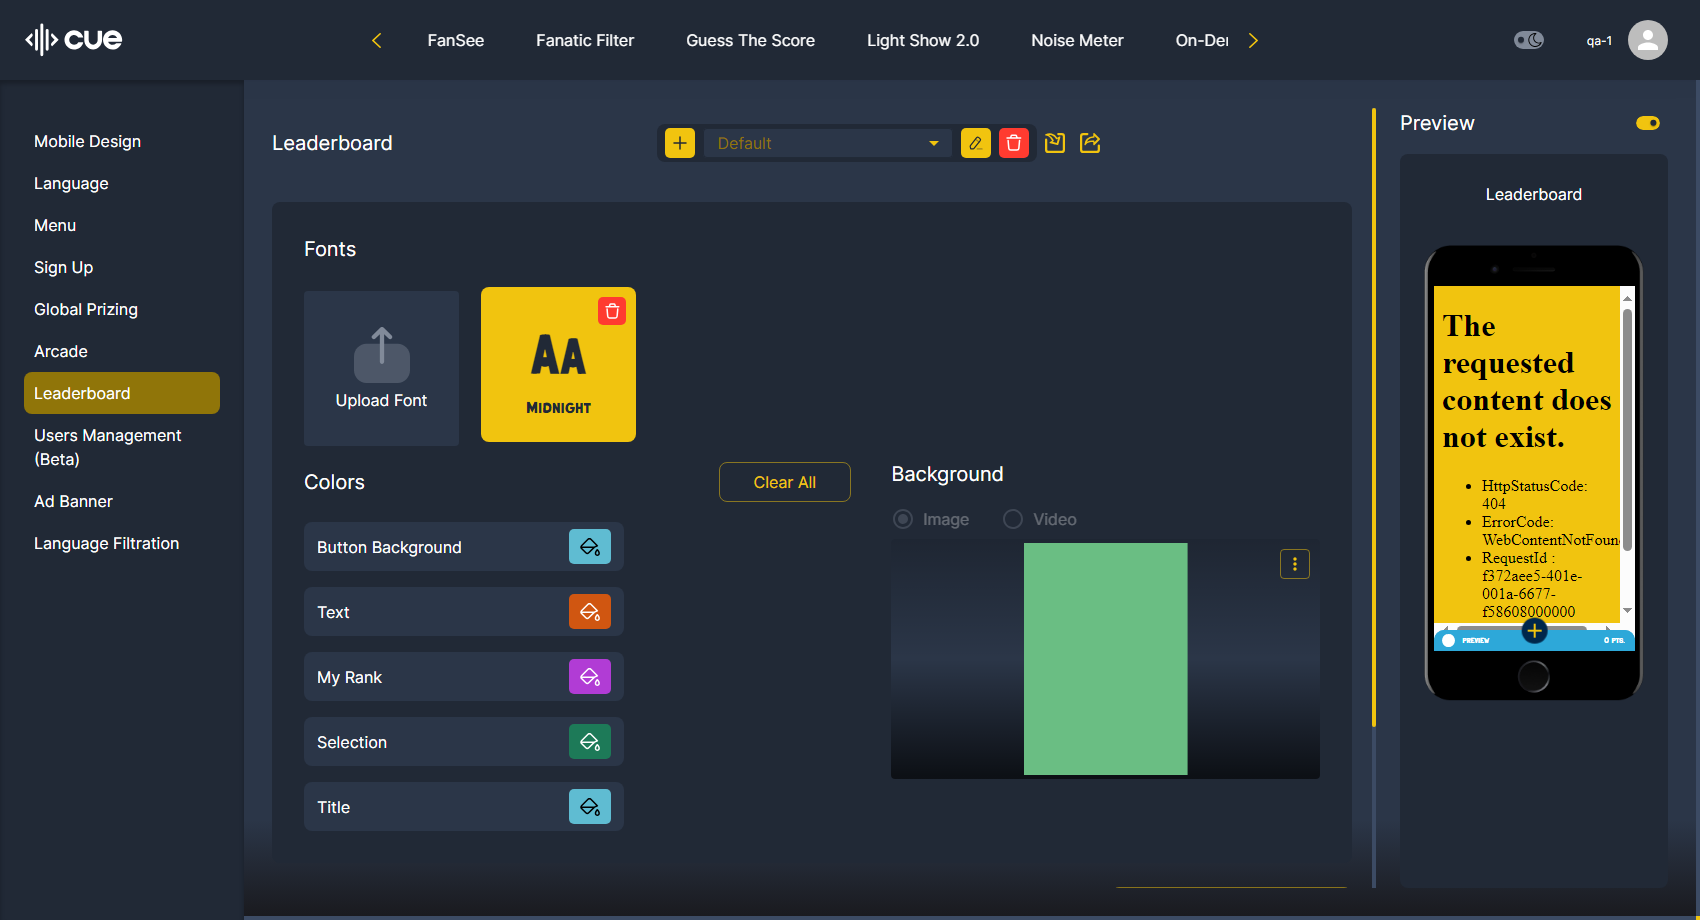 cue
FanSee
Fanatic Filter
Guess The Score
Light Show 2.0
Noise Meter
On-Der
qa-1
Mobile Design
Language
Menu
Sign Up
Global Prizing
Arcade
Leaderboard
Users Management
(Beta)
Ad Banner
Language Filtration
Leaderboard
Default
Fonts
Upload Font
AA
MIDNIGHT
Colors
Clear All
Button Background
Text
My Rank
Selection
Title
Background
Image
Video
Preview
Leaderboard
The
requested
content does
not exist.
HttpStatusCode:
404
ErrorCode:
WebContentNotFoun
RequestId :
f372aee5-401e-
001a-6677-
f58608000000
PREVIEW
0 PTS.